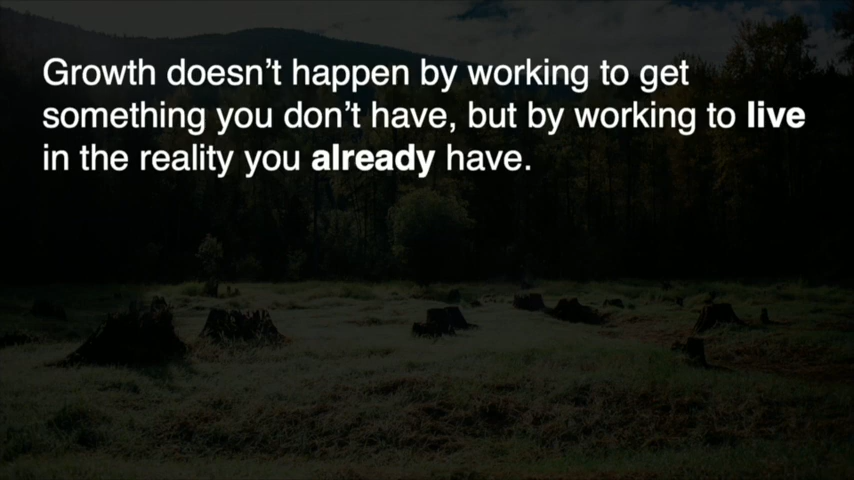 Growth doesn’t happen by working to get
something you don’t have, but by working to live
in the reality you already have.